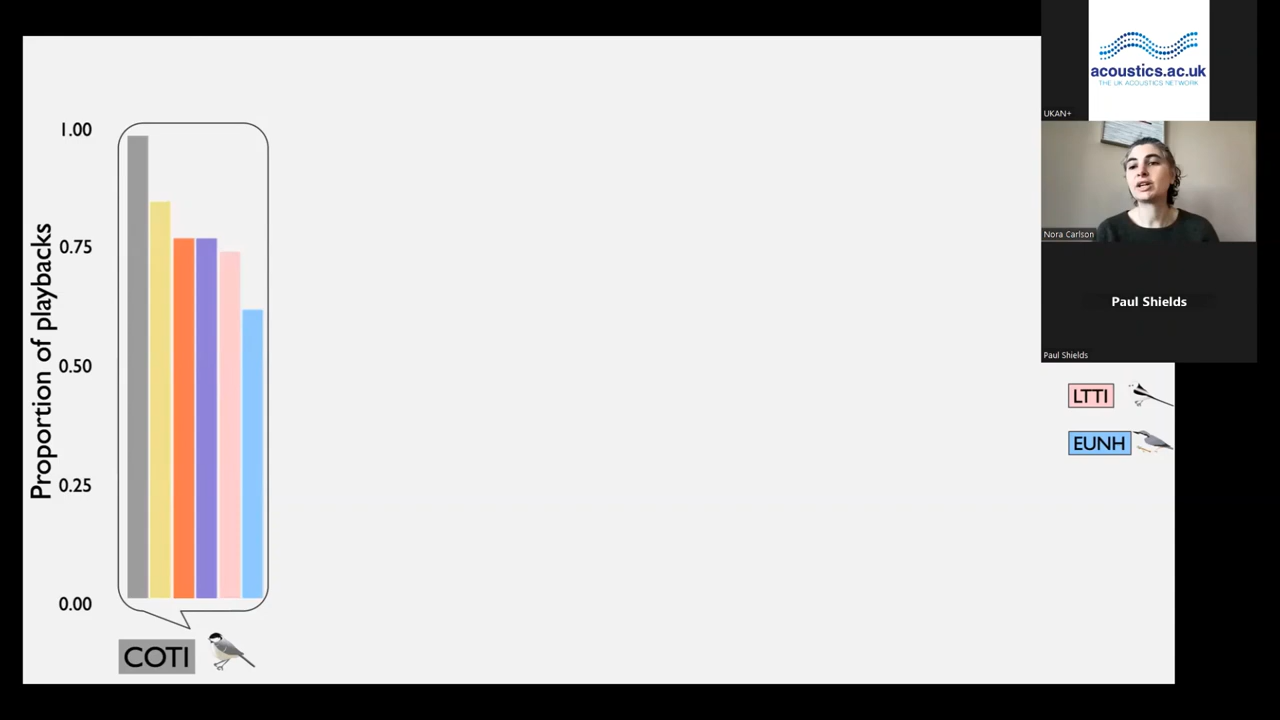 acoustics.ac.uk
THE UK ACOUSTICS NETWORK
UKAN+
Nora Carlson
Paul Shields
Paul Shields
Proportion of playbacks
1.00
0.75
0.50
0.25
0.00
COTI
LTTI
EUNH